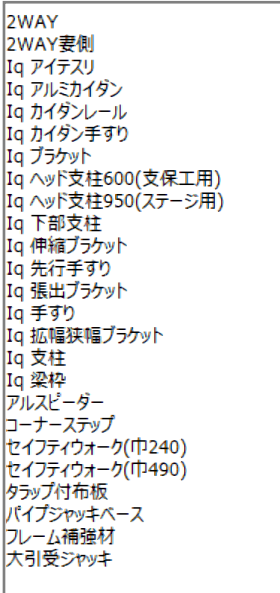 2WAY
2WAY妻側
Iq アイテスリ
Iq アルミカイダン
Iq カイダンレール
Iq カイダン手すり
Iq ブラケット
Iq ヘッド支柱600(支保工用)
Iq ヘッド支柱950(ステージ用)
Iq 下部支柱
Iq 伸縮ブラケット
Iq 先行手すり
Iq 張出ブラケット
Iq 手すり
Iq 拡幅狭幅ブラケット
Iq 支柱
Iq 梁枠
アルスピーダー
コーナーステップ
セイフティウォーク(巾240)
セイフティウォーク(巾490)
タラップ付布板
パイプジャッキベース
フレーム補強材
大引受ジャッキ